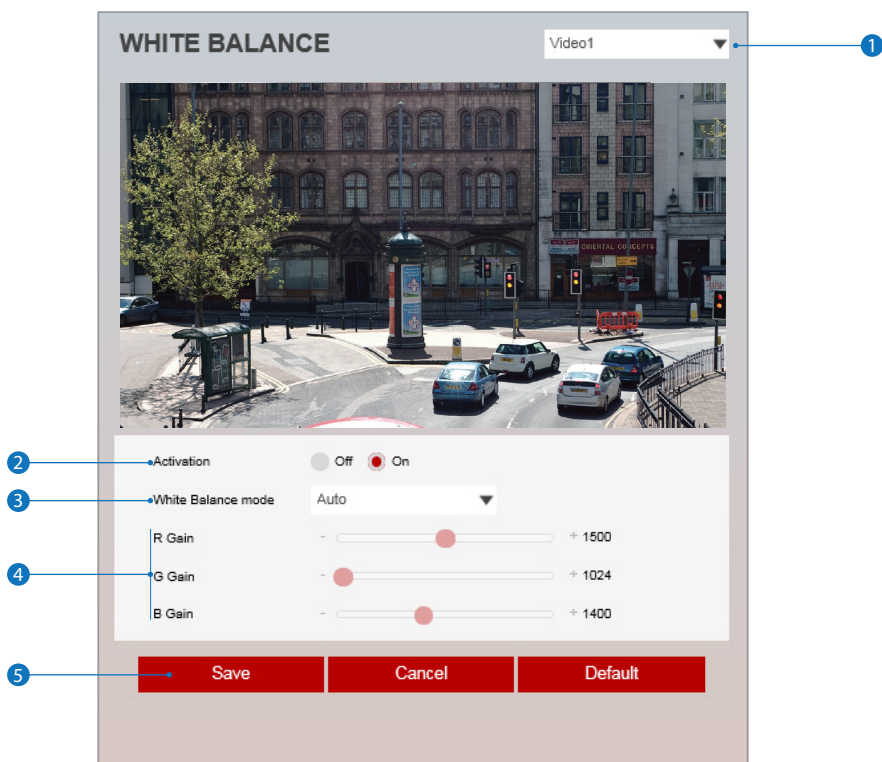 WHITE BALANCE
Video1
1
ORIENTAL CONCEPTS
2
Activation
Off
On
3
White Balance mode
Auto
R Gain
- + 1500
4
G Gain
- + 1024
B Gain
- + 1400
5
Save
Cancel
Default